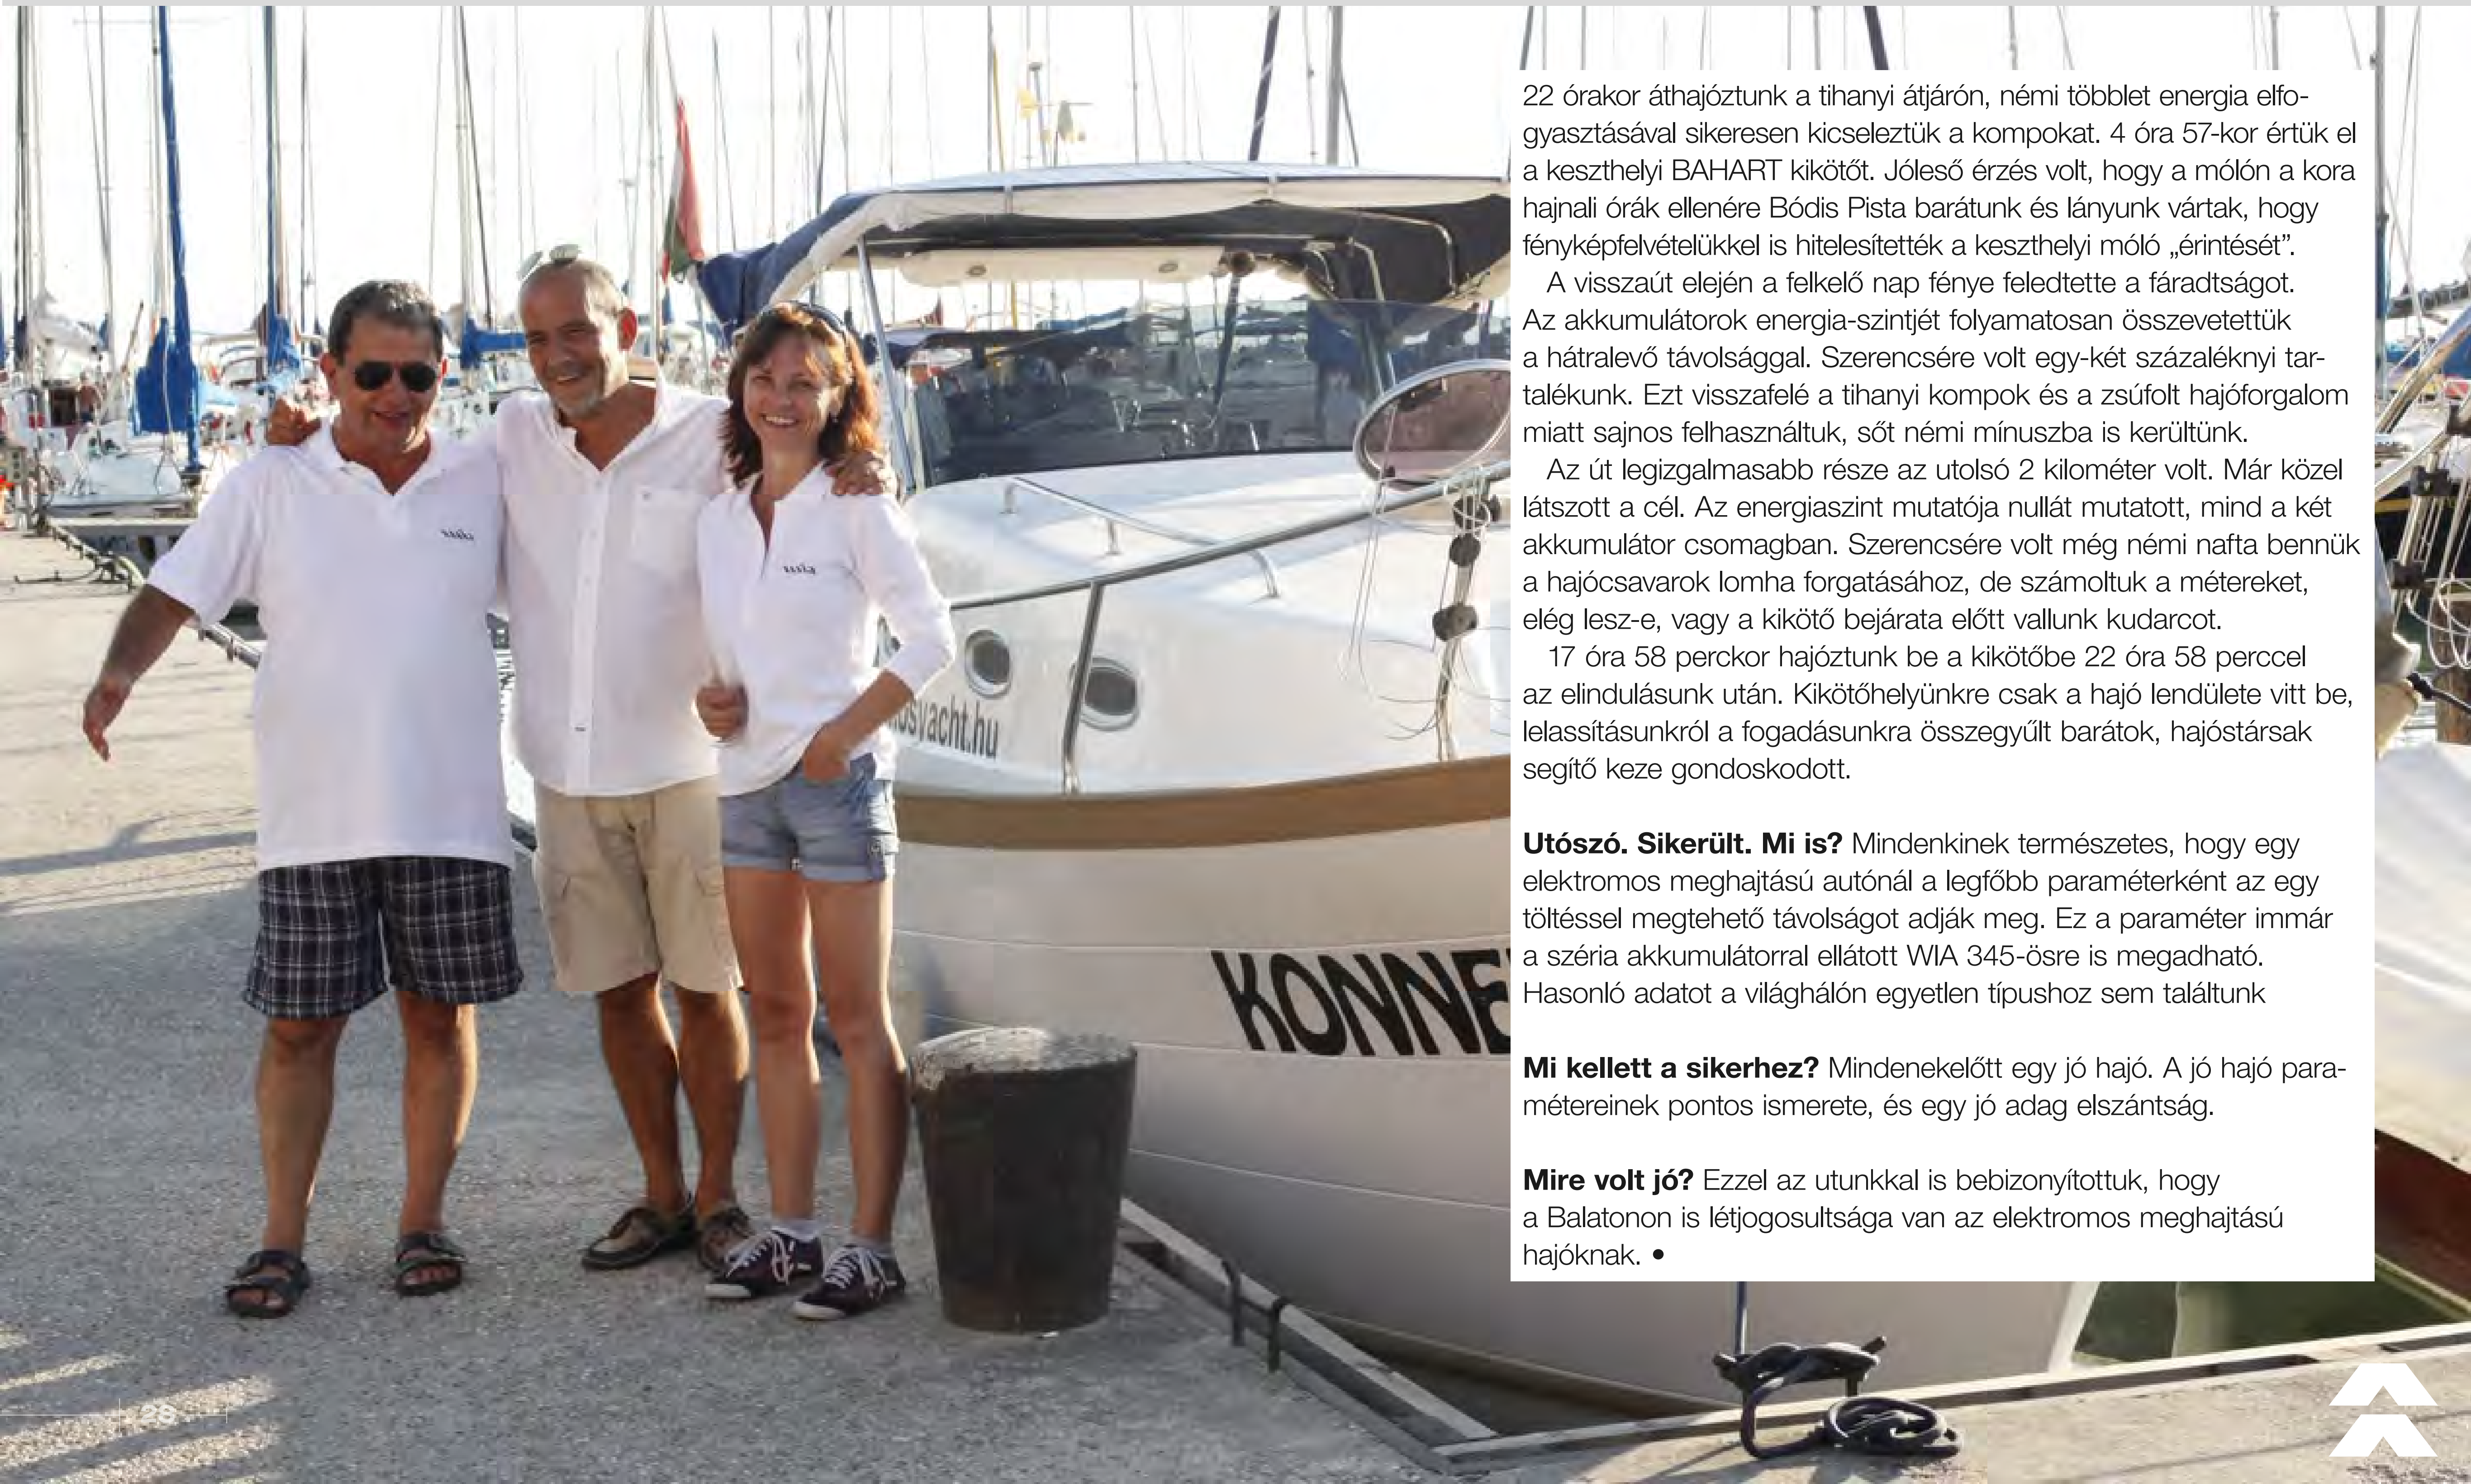 22 órakor áthajóztunk a tihanyi átjárón, némi többlet energia elfo-
gyasztásával sikeresen kicseleztük a kompokat. 4 óra 57-kor értük el
a keszthelyi BAHART kikötőt. Jóleső érzés volt, hogy a mólón a kora
hajnali órák ellenére Bódis Pista barátunk és lányunk vártak, hogy
fényképfelvételükkel is hitelesítették a keszthelyi móló „érintését”.
A visszaút elején a felkelő nap fénye feledtette a fáradtságot.
Az akkumulátorok energia-szintjét folyamatosan összevetettük
a hátralevő távolsággal. Szerencsére volt egy-két százaléknyi tar-
talékunk. Ezt visszafelé a tihanyi kompok és a zsúfolt hajóforgalom
miatt sajnos felhasználtuk, sőt némi mínuszba is kerültünk.
Az út legizgalmasabb része az utolsó 2 kilométer volt. Már közel
látszott a cél. Az energiaszint mutatója nullát mutatott, mind a két
akkumulátor csomagban. Szerencsére volt még némi nafta bennük
a hajócsavarok lomha forgatásához, de számoltuk a métereket,
elég lesz-e, vagy a kikötő bejárata előtt vallunk kudarcot.
17 óra 58 perckor hajóztunk be a kikötőbe 22 óra 58 perccel
az elindulásunk után. Kikötőhelyünkre csak a hajó lendülete vitt be,
lelassításunkról a fogadásunkra összegyűlt barátok, hajóstársak
segítő keze gondoskodott.
Utószó. Sikerült. Mi is? Mindenkinek természetes, hogy egy
elektromos meghajtású autónál a legfőbb paraméterként az egy
töltéssel megtehető távolságot adják meg. Ez a paraméter immár
a széria akkumulátorral ellátott WIA 345-ösre is megadható.
Hasonló adatot a világhálón egyetlen típushoz sem találtunk
Mi kellett a sikerhez? Mindenekelőtt egy jó hajó. A jó hajó para-
métereinek pontos ismerete, és egy jó adag elszántság.
Mire volt jó? Ezzel az utunkkal is bebizonyítottuk, hogy
a Balatonon is létjogosultsága van az elektromos meghajtású
hajóknak. •
yacht.hu
KONNE
28